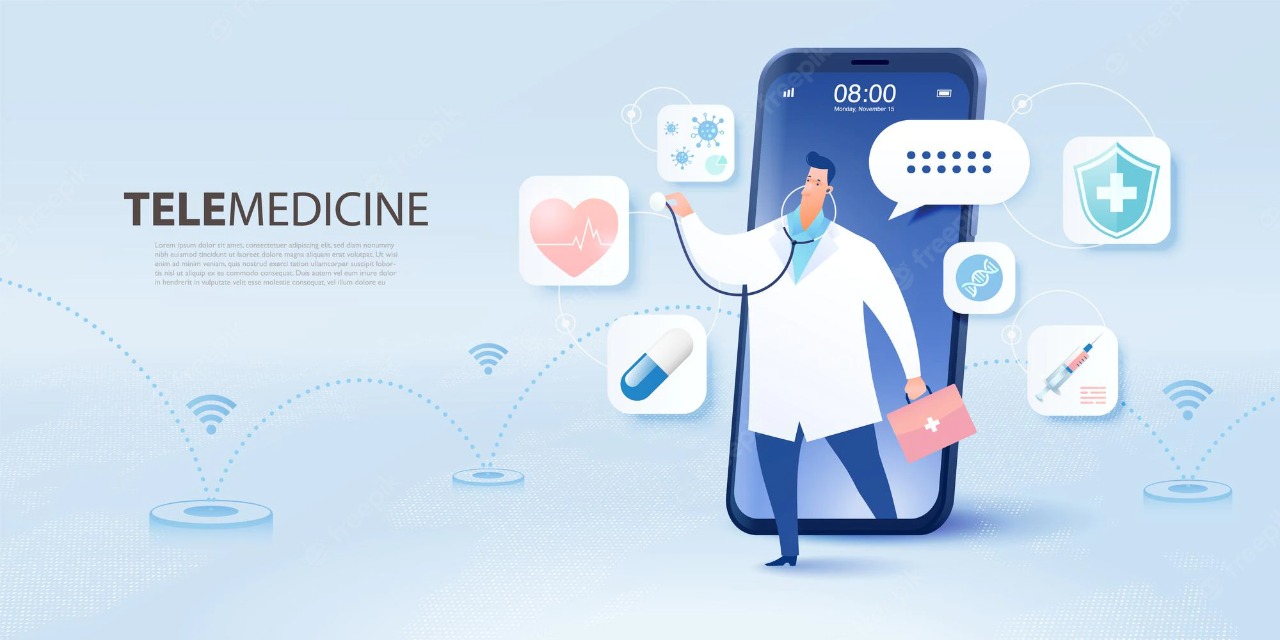 TELEMEDICINE
Lorem ipsum dolor sit amet, consectetuer adipiscing elit, sed diam nonummy
nibh euismod tincidunt ut laoreet dolore magna aliquam erat volutpat. Ut wisi
enim ad minim veniam, quis nostrud exerci tation ullamcorper suscipit lobor-
tis nisl ut aliquip ex ea commodo consequat. Duis autem vel eum iriure dolor
in hendrerit in vulputate velit esse molestie consequat, vel illum dolore eu
08:00
Monday, November 15
freepik